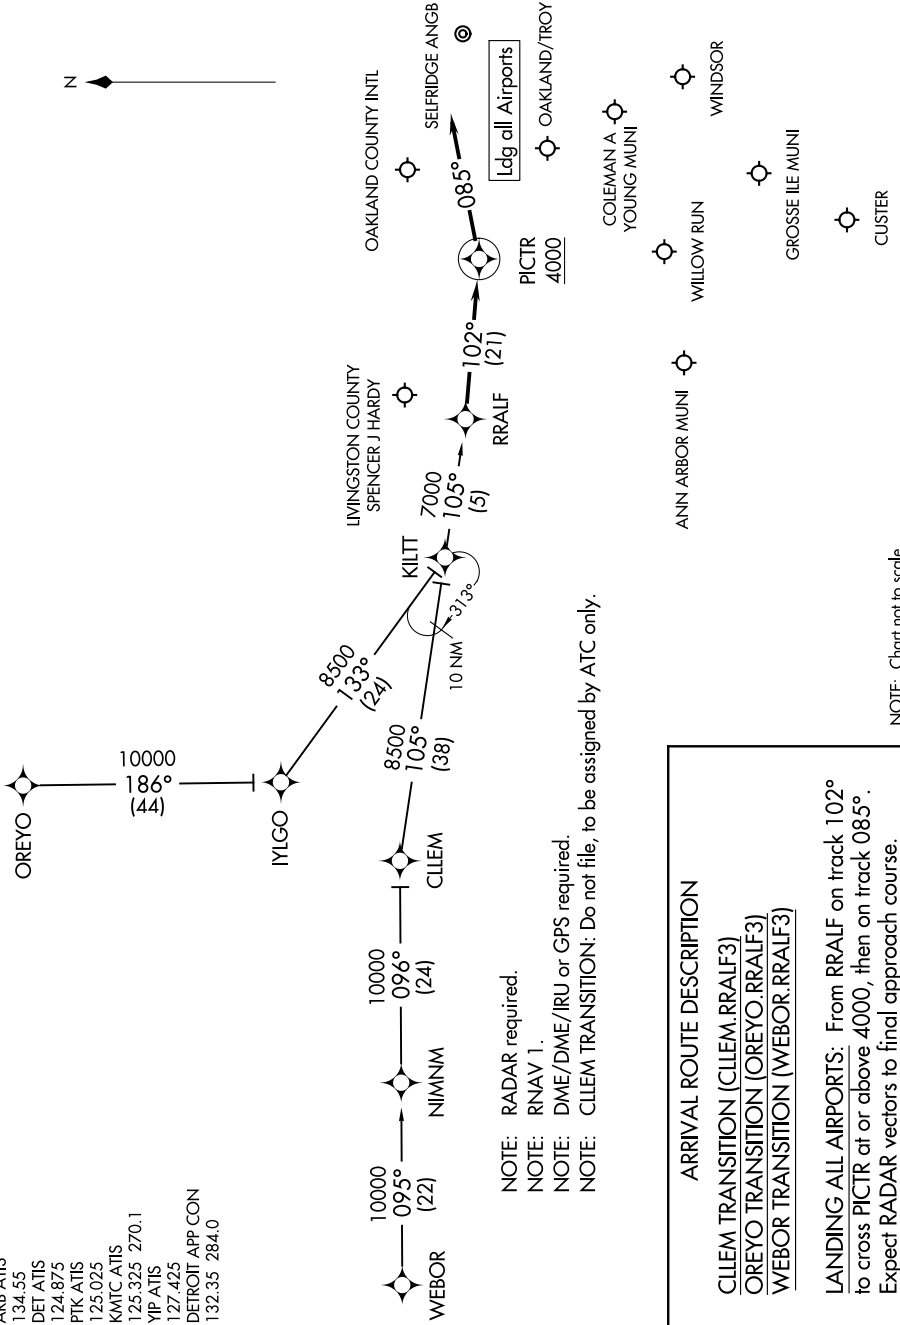 ARB ATIS
134.55
DET ATIS
124.875
PTK ATIS
125.025
KMTC ATIS
125.325 270.1
YIP ATIS
127.425
DETROIT APP CON
132.35 284.0
N
OREYO
10000
186°
(44)
IYLGO
8500
133°
(24)
WEBOR
10000
095°
(22)
NIMNM
10000
096°
(24)
CLLEM
8500
105°
(38)
10 NM
313°
KILTT
7000
105°
(5)
RRALF
102°
(21)
PICTR
4000
085°
LIVINGSTON COUNTY
SPENCER J HARDY
OAKLAND COUNTY INTL
SELFRIDGE ANGB
Ldg all Airports
OAKLAND/TROY
COLEMAN A
YOUNG MUNI
WINDSOR
WILLOW RUN
ANN ARBOR MUNI
GROSSE ILE MUNI
CUSTER
NOTE: RADAR required.
NOTE: RNAV 1.
NOTE: DME/DME/IRU or GPS required.
NOTE: CLLEM TRANSITION: Do not file, to be assigned by ATC only.
NOTE: Chart not to scale
ARRIVAL ROUTE DESCRIPTION
CLLEM TRANSITION (CLLEM.RRALF3)
OREYO TRANSITION (OREYO.RRALF3)
WEBOR TRANSITION (WEBOR.RRALF3)
LANDING ALL AIRPORTS: From RRALF on track 102°
to cross PICTR at or above 4000, then on track 085°.
Expect RADAR vectors to final approach course.